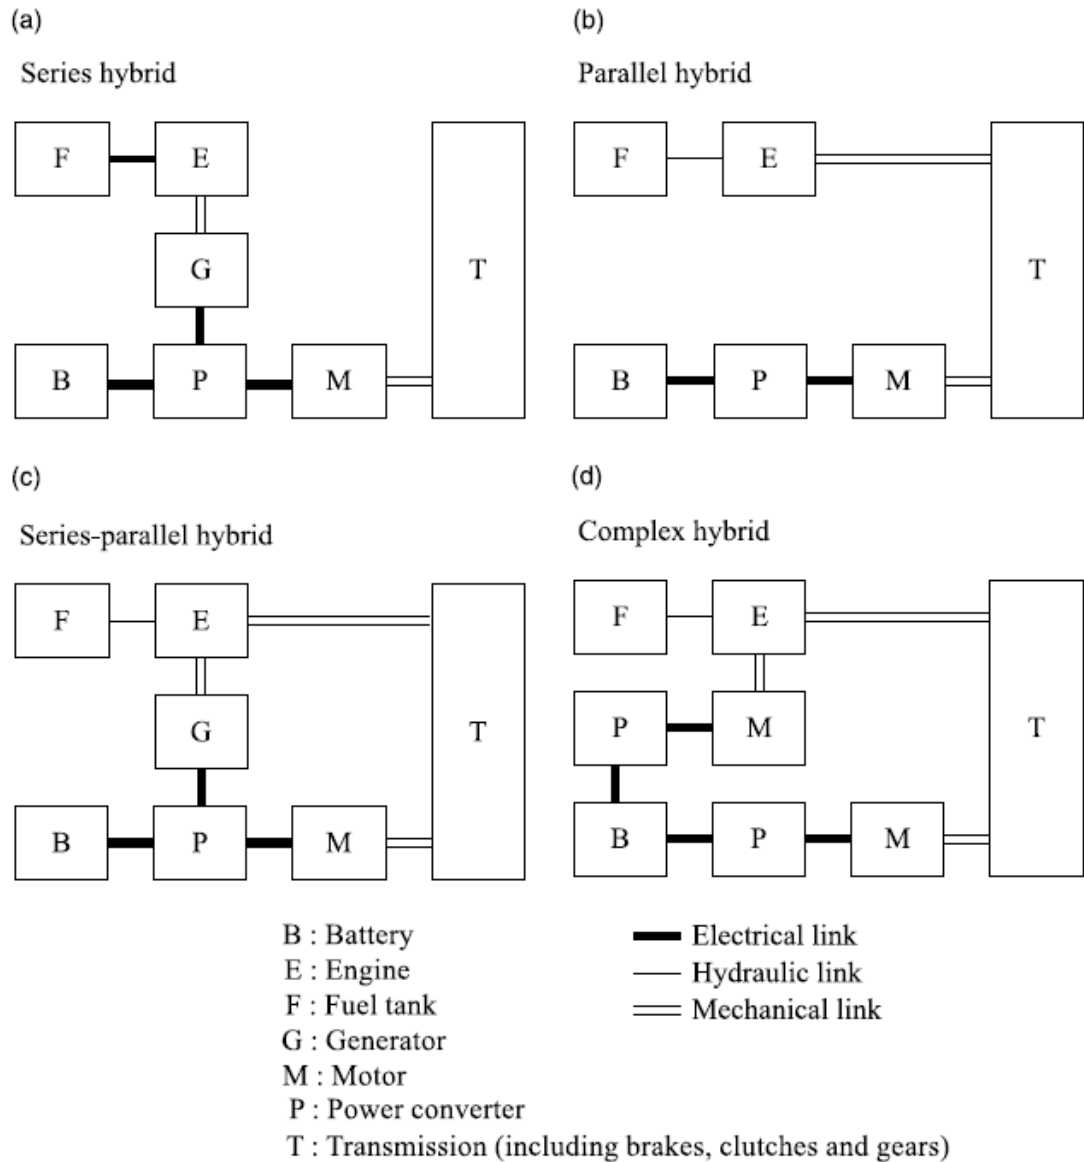 (a)
Series hybrid
F
E
G
T
B
P
M
(b)
Parallel hybrid
F
E
T
B
P
M
(c)
Series-parallel hybrid
F
E
G
T
B
P
M
(d)
Complex hybrid
F
E
P
M
T
B
P
M
B : Battery
E : Engine
F : Fuel tank
G : Generator
M : Motor
P : Power converter
T : Transmission (including brakes, clutches and gears)
Electrical link
Hydraulic link
Mechanical link